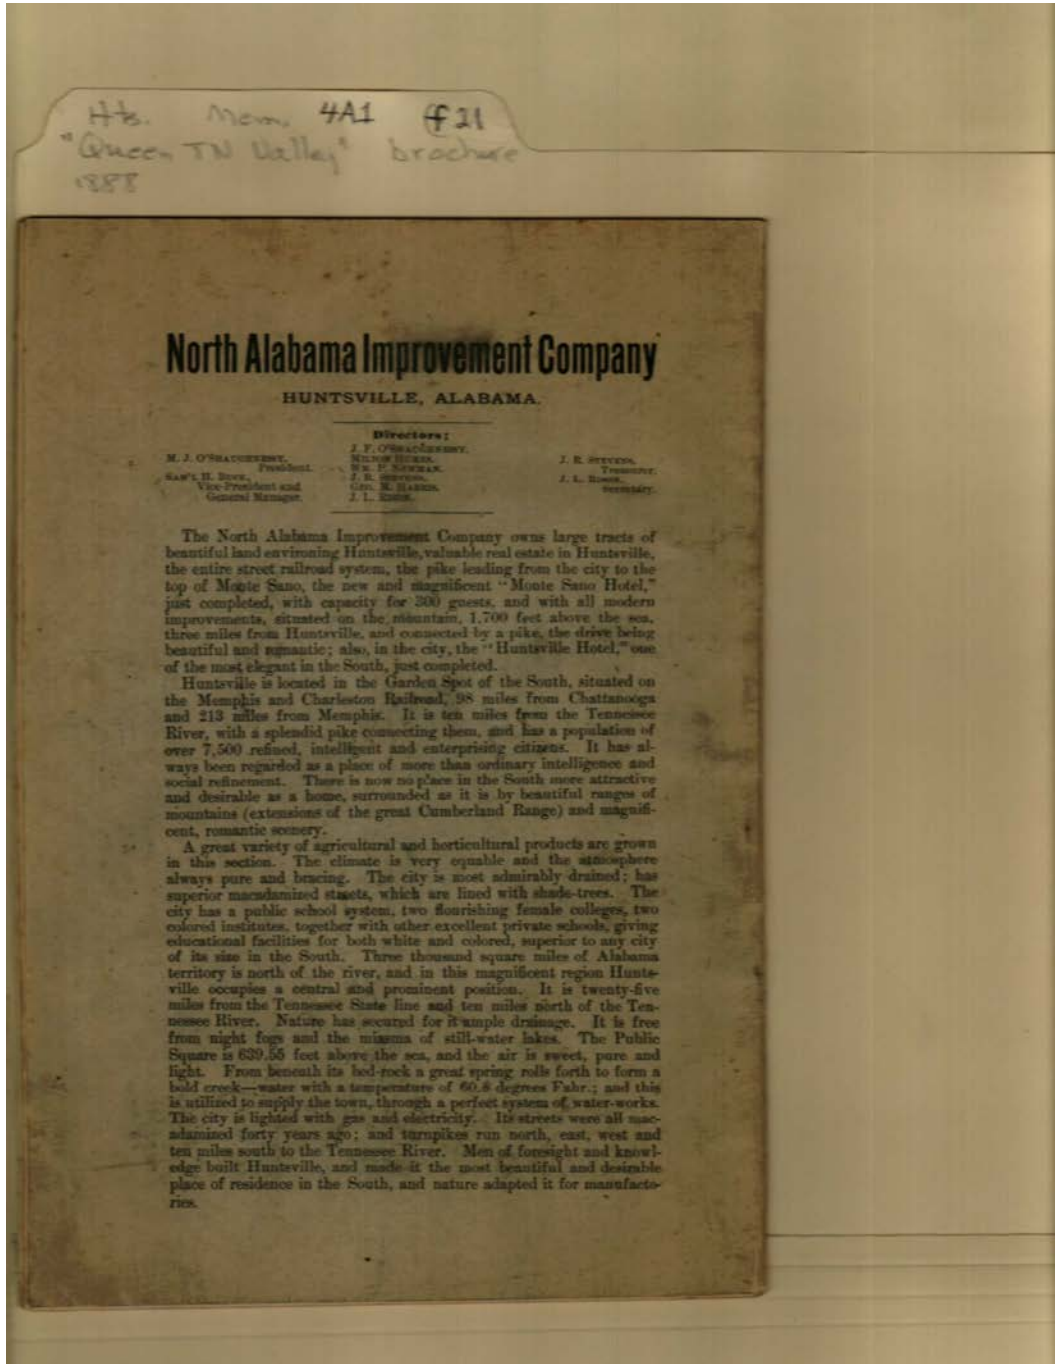 Hts. Mem. 4A1 f21
"Queen TN Valley" brochure
1888
North Alabama Improvement Company
HUNTSVILLE, ALABAMA.
Directors;
M. J. O'SHAUGHNESSY,
President.
SAM'L H. BUCK,
Vice-President and
General Manager.
J. F. O'SHAUGHNESSY,
MILTON HUMES,
WM. P. NEWMAN,
J. R. STEVENS,
GEO. M. HARRIS,
J. L. RISON.
J. R. STEVENS,
Treasurer.
J. L. RISON,
Secretary.
The North Alabama Improvement Company owns large tracts of
beautiful land environing Huntsville, valuable real estate in Huntsville,
the entire street railroad system, the pike leading from the city to the
top of Monte Sano, the new and magnificent "Monte Sano Hotel,"
just completed, with capacity for 300 guests, and with all modern
improvements, situated on the mountain, 1,700 feet above the sea,
three miles from Huntsville, and connected by a pike, the drive being
beautiful and romantic; also, in the city, the "Huntsville Hotel," one
of the most elegant in the South, just completed.
Huntsville is located in the Garden Spot of the South, situated on
the Memphis and Charleston Railroad, 98 miles from Chattanooga
and 213 miles from Memphis. It is ten miles from the Tennessee
River, with a splendid pike connecting them, and has a population of
over 7,500 refined, intelligent and enterprising citizens. It has al-
ways been regarded as a place of more than ordinary intelligence and
social refinement. There is now no place in the South more attractive
and desirable as a home, surrounded as it is by beautiful ranges of
mountains (extensions of the great Cumberland Range) and magnifi-
cent, romantic scenery.
A great variety of agricultural and horticultural products are grown
in this section. The climate is very equable and the atmosphere
always pure and bracing. The city is most admirably drained; has
superior macadamized streets, which are lined with shade-trees. The
city has a public school system, two flourishing female colleges, two
colored institutes, together with other excellent private schools, giving
educational facilities for both white and colored, superior to any city
of its size in the South. Three thousand square miles of Alabama
territory is north of the river, and in this magnificent region Hunts-
ville occupies a central and prominent position. It is twenty-five
miles from the Tennessee State line and ten miles north of the Ten-
nessee River. Nature has secured for it ample drainage. It is free
from night fogs and the miasma of still-water lakes. The Public
Square is 639.55 feet above the sea, and the air is sweet, pure and
light. From beneath its bed-rock a great spring rolls forth to form a
bold creek—water with a temperature of 60.8 degrees Fahr.; and this
is utilized to supply the town, through a perfect system of water-works.
The city is lighted with gas and electricity. Its streets were all mac-
adamized forty years ago; and turnpikes run north, east, west and
ten miles south to the Tennessee River. Men of foresight and knowl-
edge built Huntsville, and made it the most beautiful and desirable
place of residence in the South, and nature adapted it for manufacto-
ries.